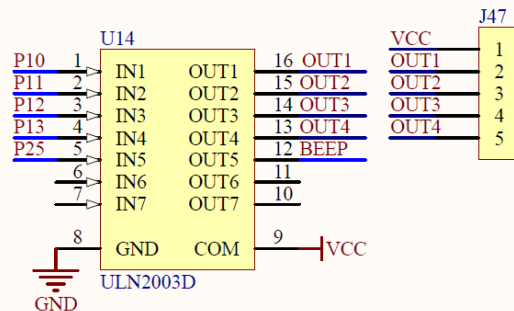 U14 J47
P10 1 IN1 OUT1 16 OUT1 VCC 1
P11 2 IN2 OUT2 15 OUT2 OUT1 2
P12 3 IN3 OUT3 14 OUT3 OUT2 3
P13 4 IN4 OUT4 13 OUT4 OUT3 4
P25 5 IN5 OUT5 12 BEEP OUT4 5
6 IN6 OUT6 11
7 IN7 OUT7 10
8 GND COM 9 VCC
ULN2003D
GND